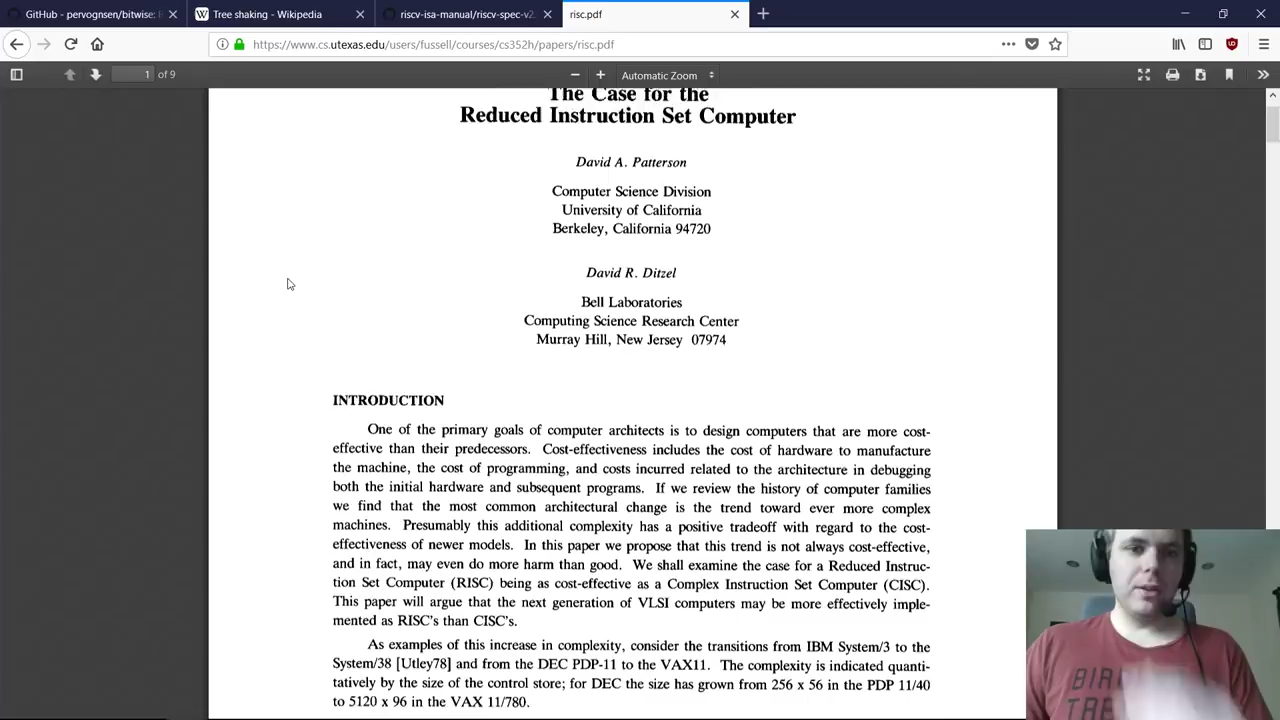 GitHub - pervognsen/bitwise: 
Tree shaking - Wikipedia
riscv-isa-manual/riscv-spec-v2.
risc.pdf
https://www.cs.utexas.edu/users/fussell/courses/cs352h/papers/risc.pdf
1 of 9
Automatic Zoom
The Case for the
Reduced Instruction Set Computer
David A. Patterson
Computer Science Division
University of California
Berkeley, California 94720
David R. Ditzel
Bell Laboratories
Computing Science Research Center
Murray Hill, New Jersey 07974
INTRODUCTION
One of the primary goals of computer architects is to design computers that are more cost-
effective than their predecessors. Cost-effectiveness includes the cost of hardware to manufacture
the machine, the cost of programming, and costs incurred related to the architecture in debugging
both the initial hardware and subsequent programs. If we review the history of computer families
we find that the most common architectural change is the trend toward ever more complex
machines. Presumably this additional complexity has a positive tradeoff with regard to the cost-
effectiveness of newer models. In this paper we propose that this trend is not always cost-effective,
and in fact, may even do more harm than good. We shall examine the case for a Reduced Instruc-
tion Set Computer (RISC) being as cost-effective as a Complex Instruction Set Computer (CISC).
This paper will argue that the next generation of VLSI computers may be more effectively imple-
mented as RISC's than CISC's.
As examples of this increase in complexity, consider the transitions from IBM System/3 to the
System/38 [Utley78] and from the DEC PDP-11 to the VAX11. The complexity is indicated quanti-
tatively by the size of the control store; for DEC the size has grown from 256 x 56 in the PDP 11/40
to 5120 x 96 in the VAX 11/780.